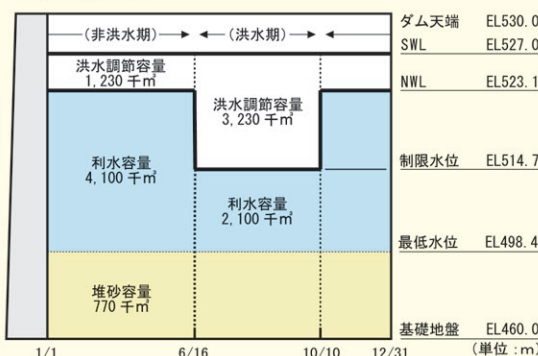 (非洪水期)
(洪水期)
洪水調節容量
1,230 千㎥
洪水調節容量
3,230 千㎥
利水容量
4,100 千㎥
利水容量
2,100 千㎥
堆砂容量
770 千㎥
ダム天端 EL530.0
SWL EL527.0
NWL EL523.1
制限水位 EL514.7
最低水位 EL498.4
基礎地盤 EL460.0
1/1 6/16 10/10 12/31
(単位:m)